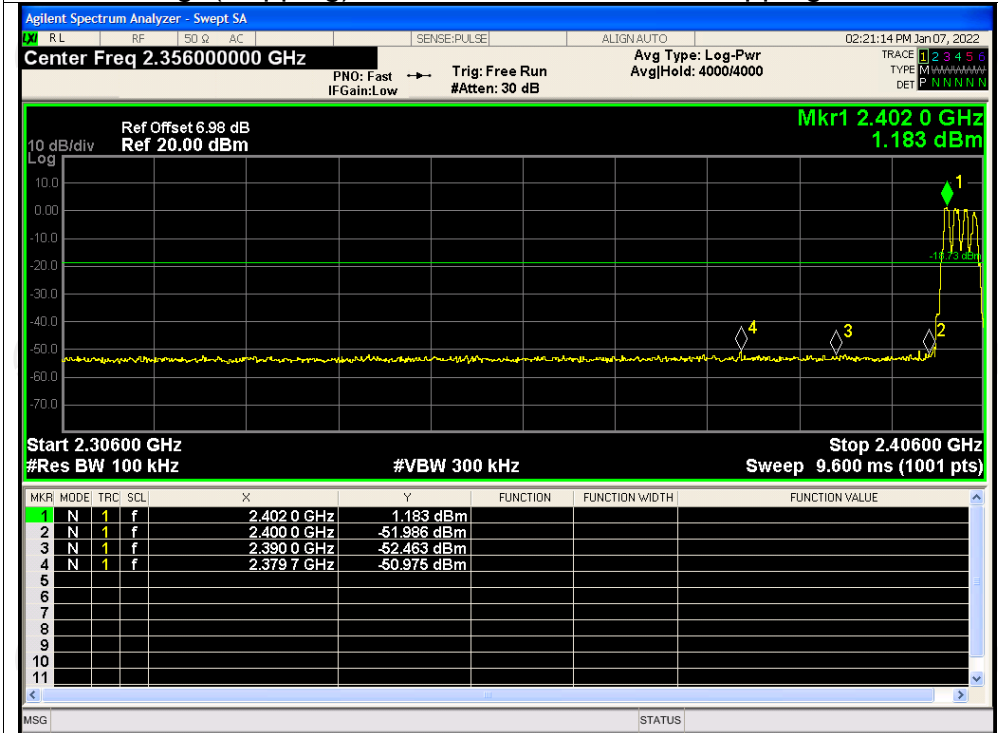 Agilent Spectrum Analyzer - Swept SA
LXI RL RF 50 Ω AC SENSE:PULSE ALIGN AUTO 02:21:14 PM Jan 07, 2022
Center Freq 2.356000000 GHz
PNO: Fast Trig: Free Run
IFGain:Low #Atten: 30 dB
Avg Type: Log-Pwr
Avg|Hold: 4000/4000
TRACE 1 2 3 4 5 6
TYPE M
DET P N N N N N
Ref Offset 6.98 dB
10 dB/div Ref 20.00 dBm
Log
Mkr1 2.402 0 GHz
1.183 dBm
10.0
0.00
-10.0
-20.0
-30.0
-40.0
-50.0
-60.0
-70.0
1
-18.73 dBm
4
3
2
Start 2.30600 GHz Stop 2.40600 GHz
#Res BW 100 kHz #VBW 300 kHz Sweep 9.600 ms (1001 pts)
MKR MODE TRC SCL X Y FUNCTION FUNCTION WIDTH FUNCTION VALUE
1 N 1 f 2.402 0 GHz 1.183 dBm
2 N 1 f 2.400 0 GHz -51.986 dBm
3 N 1 f 2.390 0 GHz -52.463 dBm
4 N 1 f 2.379 7 GHz -50.975 dBm
5
6
7
8
9
10
11
MSG STATUS